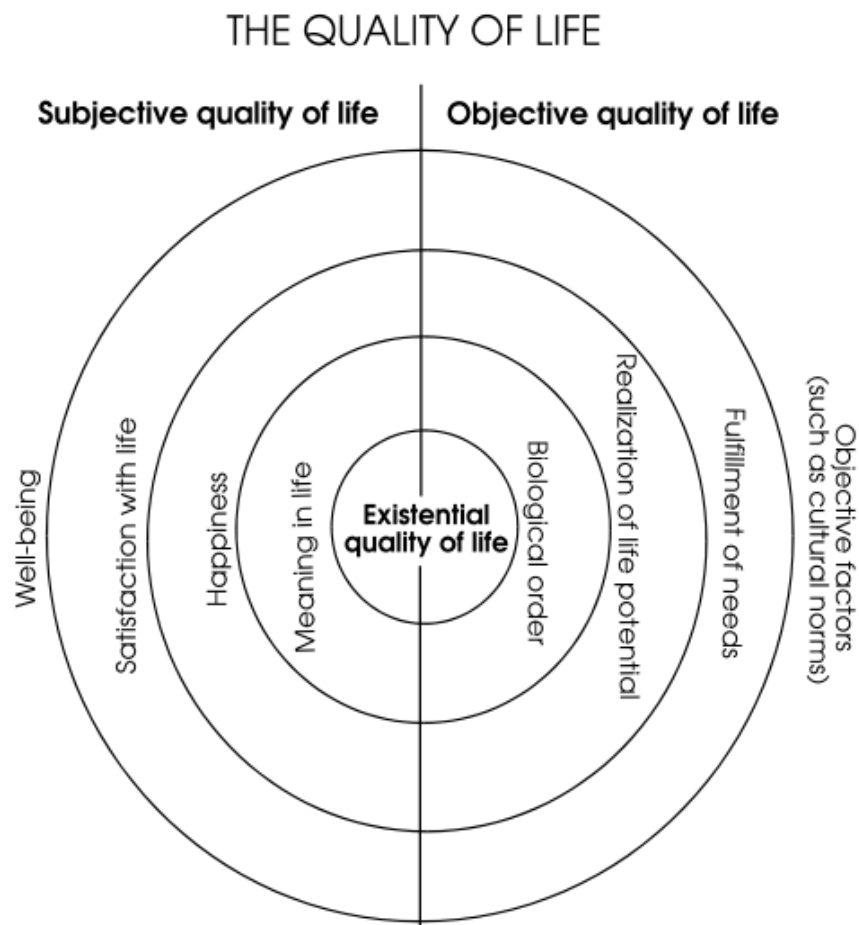 THE QUALITY OF LIFE
Subjective quality of life
Objective quality of life
Well-being
Satisfaction with life
Happiness
Meaning in life
Existential
quality of life
Biological order
Realization of life potential
Fulfillment of needs
Objective factors
(such as cultural norms)